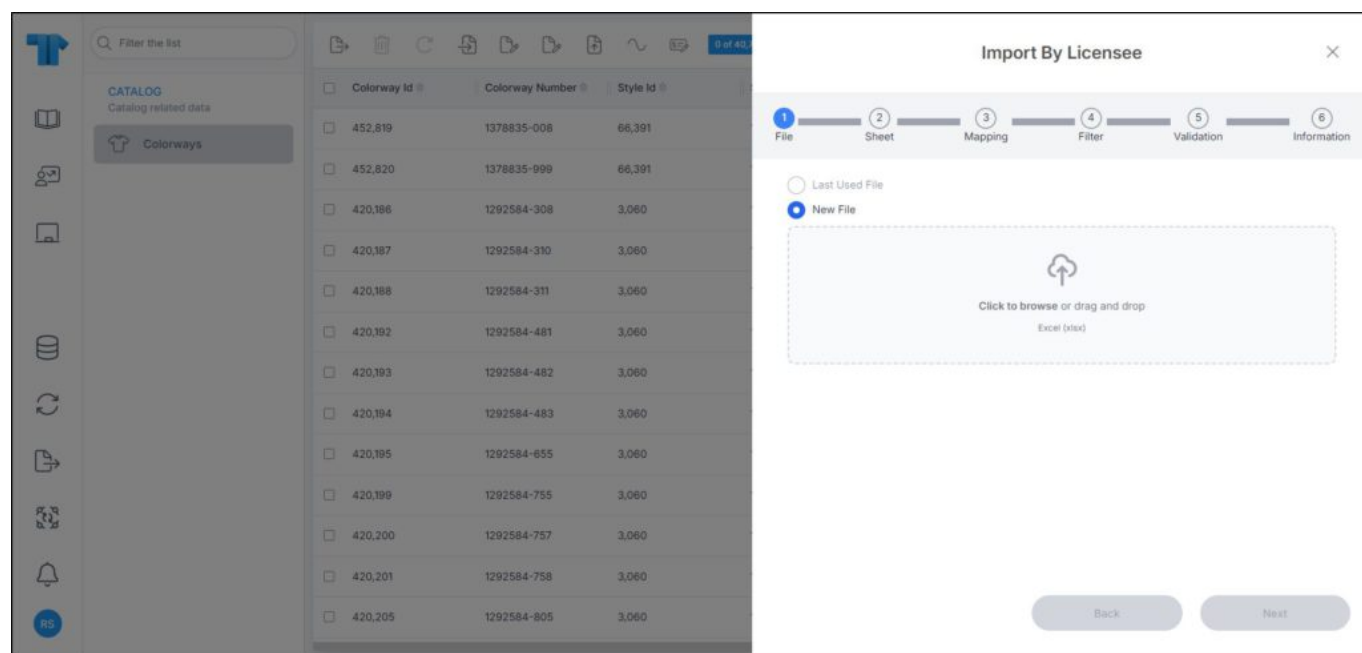 Filter the list
0 of 40,
Import By Licensee
CATALOG
Catalog related data
Colorways
Colorway Id
Colorway Number
Style Id
452,819 1378835-008 66,391
452,820 1378835-999 66,391
420,186 1292584-308 3,060
420,187 1292584-310 3,060
420,188 1292584-311 3,060
420,192 1292584-481 3,060
420,193 1292584-482 3,060
420,194 1292584-483 3,060
420,195 1292584-655 3,060
420,199 1292584-755 3,060
420,200 1292584-757 3,060
420,201 1292584-758 3,060
420,205 1292584-805 3,060
RS
1 2 3 4 5 6
File Sheet Mapping Filter Validation Information
Last Used File
New File
Click to browse or drag and drop
Excel (xlsx)
Back Next